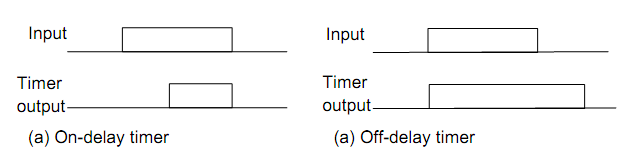 Input
Timer
output
(a) On-delay timer
Input
Timer
output
(a) Off-delay timer